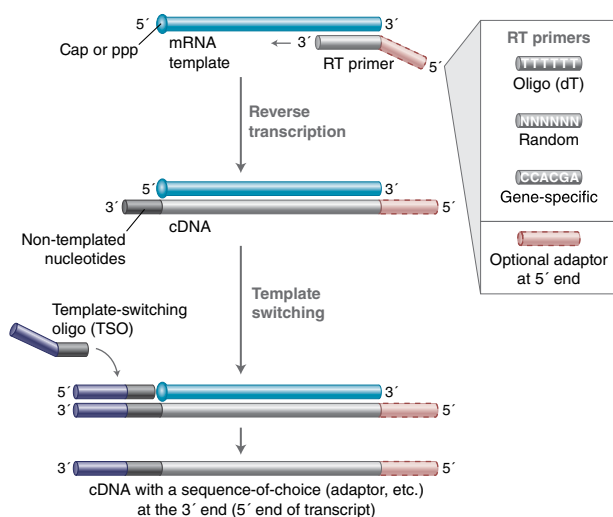 5´
3´
Cap or ppp
mRNA
template
3´
RT primer
5´
RT primers
TTTTTT
Oligo (dT)
NNNNNN
Random
CCACGA
Gene-specific
Optional adaptor
at 5´ end
Reverse
transcription
5´
3´
3´
5´
cDNA
Non-templated
nucleotides
Template-switching
oligo (TSO)
Template
switching
5´
3´
3´
5´
3´
5´
cDNA with a sequence-of-choice (adaptor, etc.)
at the 3´ end (5´ end of transcript)